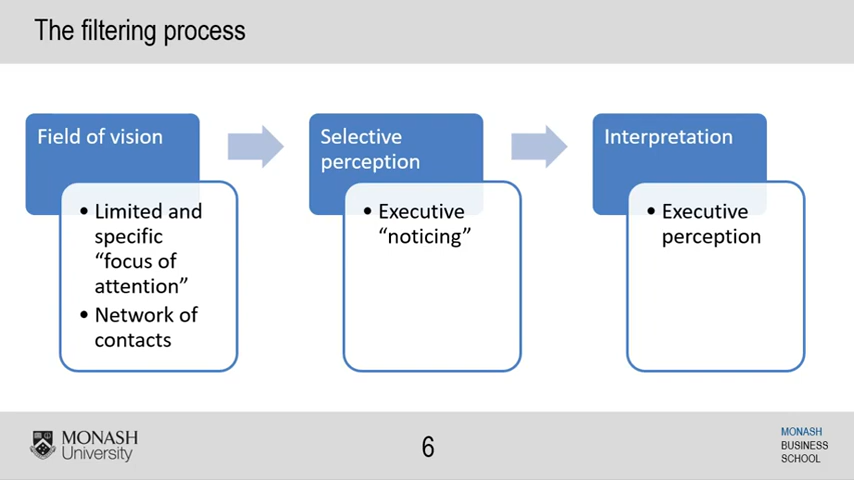 The filtering process
Field of vision
• Limited and
specific
“focus of
attention”
• Network of
contacts
Selective
perception
• Executive
“noticing”
Interpretation
• Executive
perception
MONASH
University
6
MONASH
BUSINESS
SCHOOL